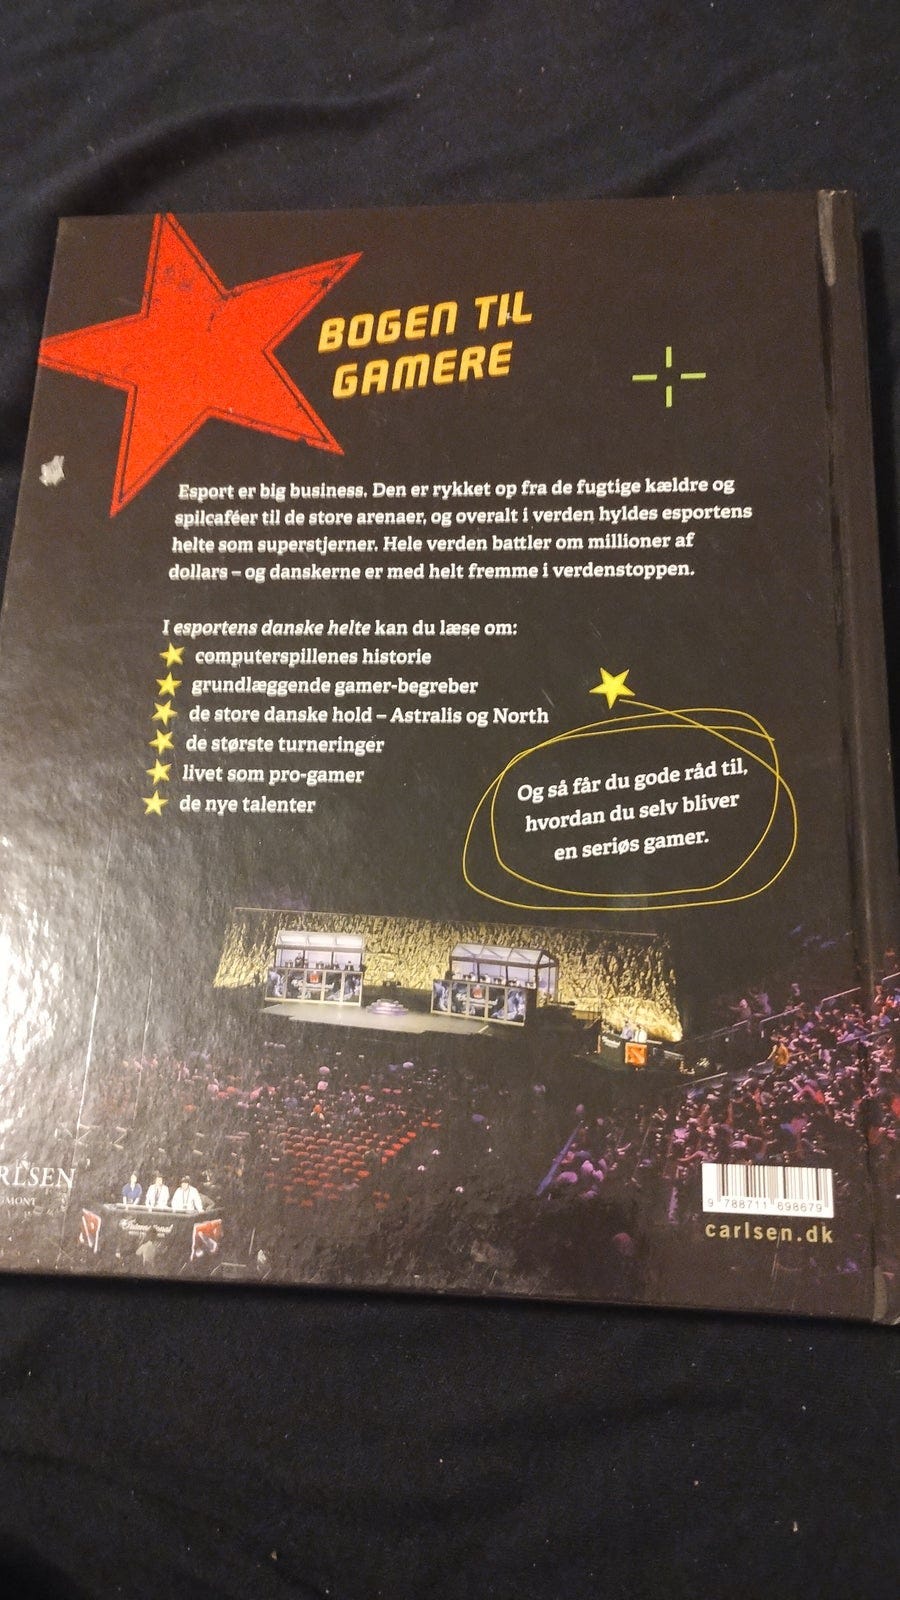 BOGEN TIL
GAMERE
Esport er big business. Den er rykket op fra de fugtige kældre og
spilcaféer til de store arenaer, og overalt i verden hyldes esportens
helte som superstjerner. Hele verden battler om millioner af
dollars – og danskerne er med helt fremme i verdenstoppen.
I esportens danske helte kan du læse om:
computerspillenes historie
grundlæggende gamer-begreber
de store danske hold – Astralis og North
de største turneringer
livet som pro-gamer
de nye talenter
Og så får du gode råd til,
hvordan du selv bliver
en seriøs gamer.
RLSEN
GMONT
9 788711 698679
carlsen.dk